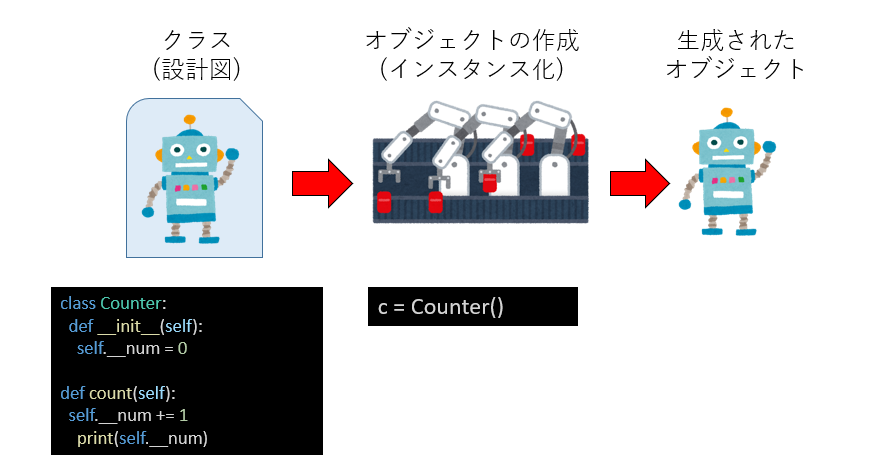 クラス
(設計図)
オブジェクトの作成
(インスタンス化)
生成された
オブジェクト
class Counter:
  def __init__(self):
    self.__num = 0

def count(self):
  self.__num += 1
    print(self.__num)
c = Counter()